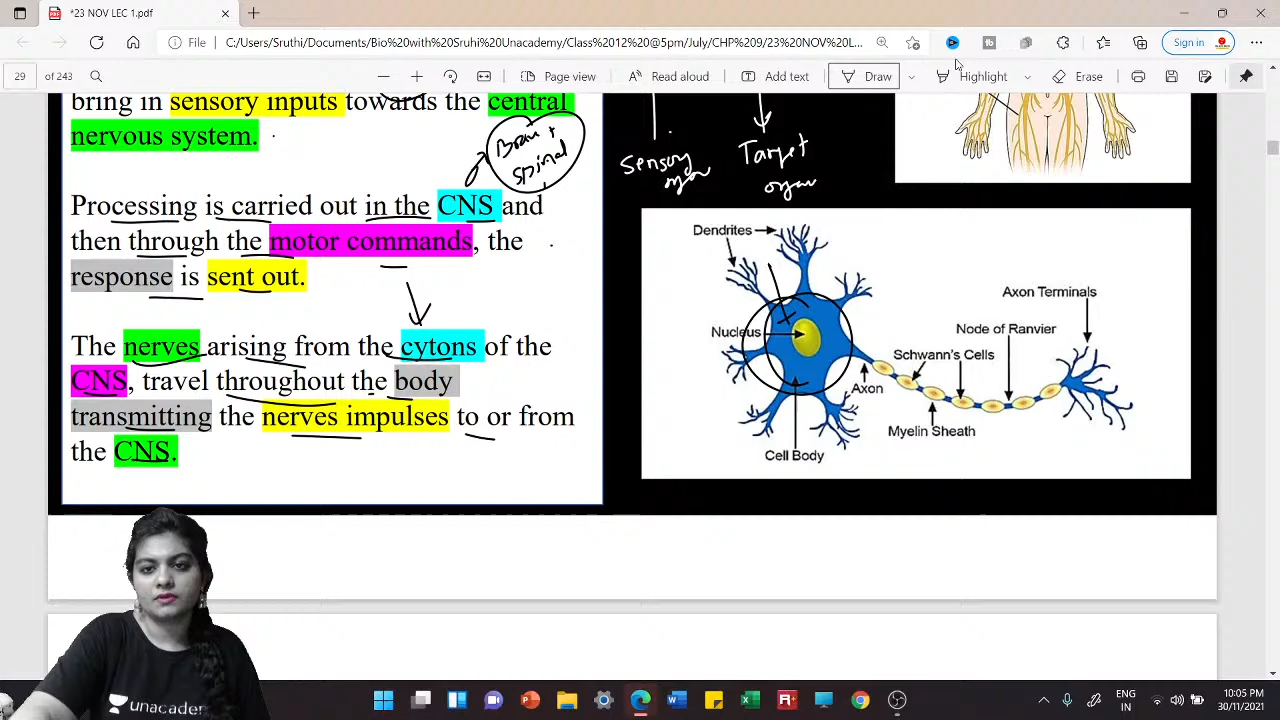 *23 NOV LEC 1.pdf
File
C:/Users/Sruthi/Documents/Bio%20with%20Sruhi%20Unacademy/Class%2012%20@5pm/July/CHP%209/23%20NOV%20L...
Sign in
29 of 243
Page view
Read aloud
Add text
Draw
Highlight
Erase
bring in sensory inputs towards the central
nervous system.
Brain +
spinal
Processing is carried out in the CNS and
then through the motor commands, the
response is sent out.
The nerves arising from the cytons of the
CNS, travel throughout the body
transmitting the nerves impulses to or from
the CNS.
Sensory
organ
Target
organ
Dendrites
Nucleus
Cell Body
Axon
Myelin Sheath
Schwann's Cells
Node of Ranvier
Axon Terminals
unacademy
ENG
IN
10:05 PM
30/11/2021